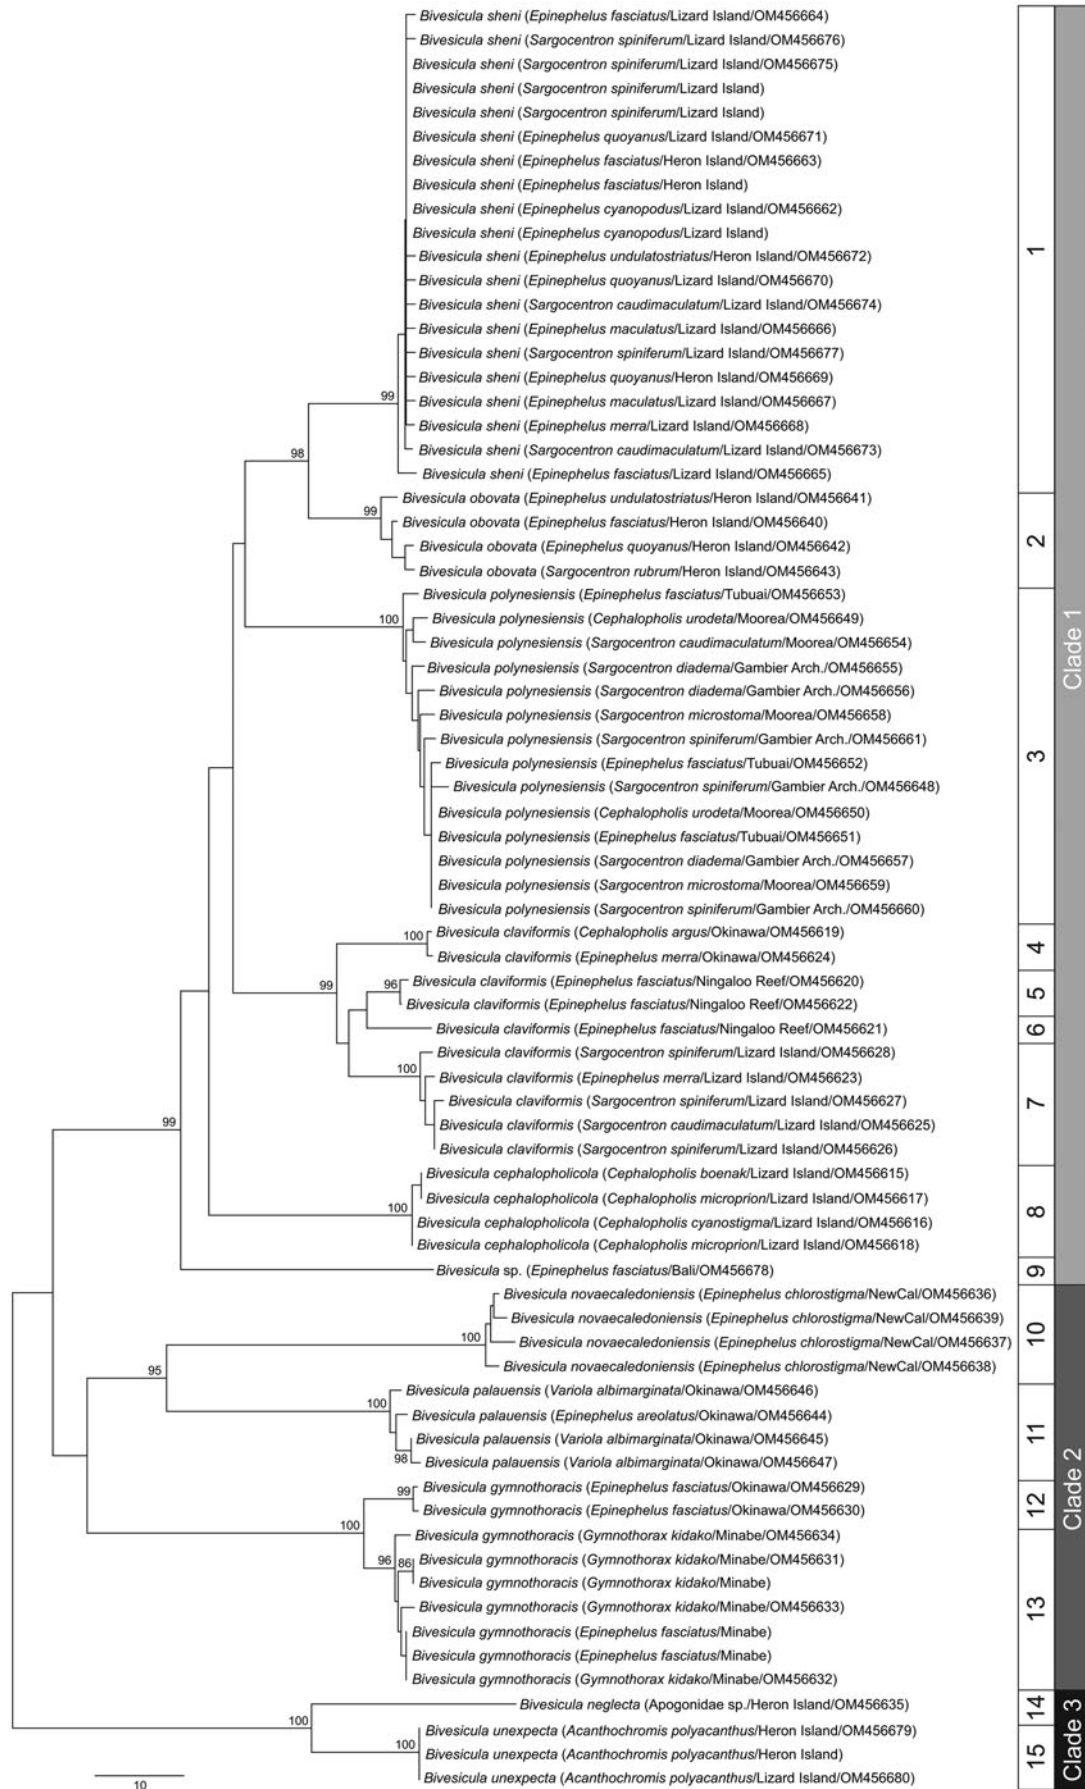 Bivesicula sheni (Epinephelus fasciatus/Lizard Island/OM456664)
Bivesicula sheni (Sargocentron spiniferum/Lizard Island/OM456676)
Bivesicula sheni (Sargocentron spiniferum/Lizard Island/OM456675)
Bivesicula sheni (Sargocentron spiniferum/Lizard Island)
Bivesicula sheni (Sargocentron spiniferum/Lizard Island)
Bivesicula sheni (Epinephelus quoyanus/Lizard Island/OM456671)
Bivesicula sheni (Epinephelus fasciatus/Heron Island/OM456663)
Bivesicula sheni (Epinephelus fasciatus/Heron Island)
Bivesicula sheni (Epinephelus cyanopodus/Lizard Island/OM456662)
Bivesicula sheni (Epinephelus cyanopodus/Lizard Island)
Bivesicula sheni (Epinephelus undulatostriatus/Heron Island/OM456672)
Bivesicula sheni (Epinephelus quoyanus/Lizard Island/OM456670)
Bivesicula sheni (Sargocentron caudimaculatum/Lizard Island/OM456674)
Bivesicula sheni (Epinephelus maculatus/Lizard Island/OM456666)
Bivesicula sheni (Sargocentron spiniferum/Lizard Island/OM456677)
Bivesicula sheni (Epinephelus quoyanus/Heron Island/OM456669)
Bivesicula sheni (Epinephelus maculatus/Lizard Island/OM456667)
Bivesicula sheni (Epinephelus merra/Lizard Island/OM456668)
Bivesicula sheni (Sargocentron caudimaculatum/Lizard Island/OM456673)
Bivesicula sheni (Epinephelus fasciatus/Lizard Island/OM456665)
Bivesicula obovata (Epinephelus undulatostriatus/Heron Island/OM456641)
Bivesicula obovata (Epinephelus fasciatus/Heron Island/OM456640)
Bivesicula obovata (Epinephelus quoyanus/Heron Island/OM456642)
Bivesicula obovata (Sargocentron rubrum/Heron Island/OM456643)
Bivesicula polynesiensis (Epinephelus fasciatus/Tubuai/OM456653)
Bivesicula polynesiensis (Cephalopholis urodeta/Moorea/OM456649)
Bivesicula polynesiensis (Sargocentron caudimaculatum/Moorea/OM456654)
Bivesicula polynesiensis (Sargocentron diadema/Gambier Arch./OM456655)
Bivesicula polynesiensis (Sargocentron diadema/Gambier Arch./OM456656)
Bivesicula polynesiensis (Sargocentron microstoma/Moorea/OM456658)
Bivesicula polynesiensis (Sargocentron spiniferum/Gambier Arch./OM456661)
Bivesicula polynesiensis (Epinephelus fasciatus/Tubuai/OM456652)
Bivesicula polynesiensis (Sargocentron spiniferum/Gambier Arch./OM456648)
Bivesicula polynesiensis (Cephalopholis urodeta/Moorea/OM456650)
Bivesicula polynesiensis (Epinephelus fasciatus/Tubuai/OM456651)
Bivesicula polynesiensis (Sargocentron diadema/Gambier Arch./OM456657)
Bivesicula polynesiensis (Sargocentron microstoma/Moorea/OM456659)
Bivesicula polynesiensis (Sargocentron spiniferum/Gambier Arch./OM456660)
Bivesicula claviformis (Cephalopholis argus/Okinawa/OM456619)
Bivesicula claviformis (Epinephelus merra/Okinawa/OM456624)
Bivesicula claviformis (Epinephelus fasciatus/Ningaloo Reef/OM456620)
Bivesicula claviformis (Epinephelus fasciatus/Ningaloo Reef/OM456622)
Bivesicula claviformis (Epinephelus fasciatus/Ningaloo Reef/OM456621)
Bivesicula claviformis (Sargocentron spiniferum/Lizard Island/OM456628)
Bivesicula claviformis (Epinephelus merra/Lizard Island/OM456623)
Bivesicula claviformis (Sargocentron spiniferum/Lizard Island/OM456627)
Bivesicula claviformis (Sargocentron caudimaculatum/Lizard Island/OM456625)
Bivesicula claviformis (Sargocentron spiniferum/Lizard Island/OM456626)
Bivesicula cephalopholicola (Cephalopholis boenak/Lizard Island/OM456615)
Bivesicula cephalopholicola (Cephalopholis microprion/Lizard Island/OM456617)
Bivesicula cephalopholicola (Cephalopholis cyanostigma/Lizard Island/OM456616)
Bivesicula cephalopholicola (Cephalopholis microprion/Lizard Island/OM456618)
Bivesicula sp. (Epinephelus fasciatus/Bali/OM456678)
Bivesicula novaecaledoniensis (Epinephelus chlorostigma/NewCal/OM456636)
Bivesicula novaecaledoniensis (Epinephelus chlorostigma/NewCal/OM456639)
Bivesicula novaecaledoniensis (Epinephelus chlorostigma/NewCal/OM456637)
Bivesicula novaecaledoniensis (Epinephelus chlorostigma/NewCal/OM456638)
Bivesicula palauensis (Variola albimarginata/Okinawa/OM456646)
Bivesicula palauensis (Epinephelus areolatus/Okinawa/OM456644)
Bivesicula palauensis (Variola albimarginata/Okinawa/OM456645)
Bivesicula palauensis (Variola albimarginata/Okinawa/OM456647)
Bivesicula gymnothoracis (Epinephelus fasciatus/Okinawa/OM456629)
Bivesicula gymnothoracis (Epinephelus fasciatus/Okinawa/OM456630)
Bivesicula gymnothoracis (Gymnothorax kidako/Minabe/OM456634)
Bivesicula gymnothoracis (Gymnothorax kidako/Minabe/OM456631)
Bivesicula gymnothoracis (Gymnothorax kidako/Minabe)
Bivesicula gymnothoracis (Gymnothorax kidako/Minabe/OM456633)
Bivesicula gymnothoracis (Epinephelus fasciatus/Minabe)
Bivesicula gymnothoracis (Epinephelus fasciatus/Minabe)
Bivesicula gymnothoracis (Gymnothorax kidako/Minabe/OM456632)
Bivesicula neglecta (Apogonidae sp./Heron Island/OM456635)
Bivesicula unexpecta (Acanthochromis polyacanthus/Heron Island/OM456679)
Bivesicula unexpecta (Acanthochromis polyacanthus/Heron Island)
Bivesicula unexpecta (Acanthochromis polyacanthus/Lizard Island/OM456680)
99
98
99
100
100
99
96
100
99
100
100
95
100
98
99
100
96
86
100
100
10
1
2
3
4
5
6
7
8
9
10
11
12
13
14
15
Clade 1
Clade 2
Clade 3